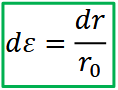 dε = dr / r₀